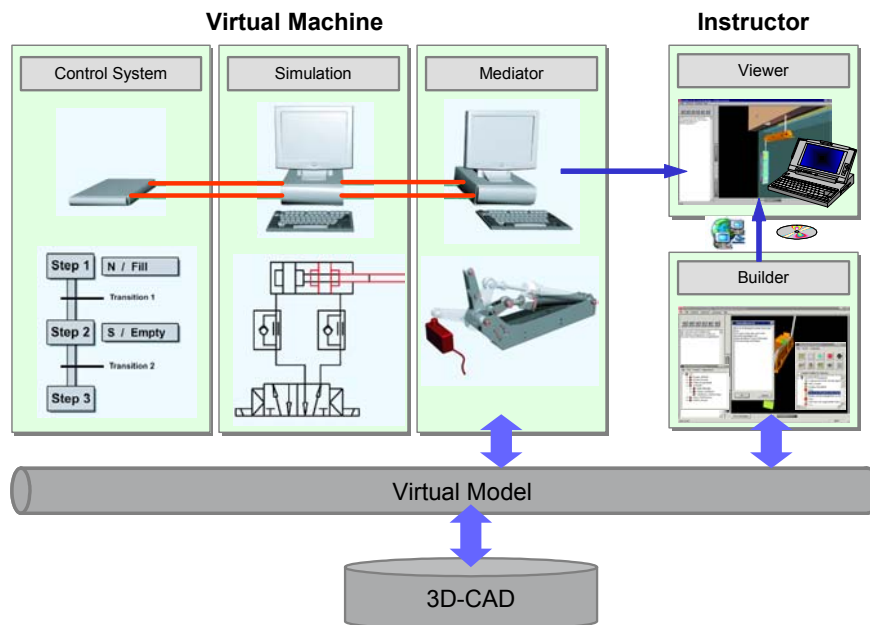 Virtual Machine
Instructor
Control System
Simulation
Mediator
Viewer
Step 1
N / Fill
Transition 1
Step 2
S / Empty
Transition 2
Step 3
Builder
Virtual Model
3D-CAD